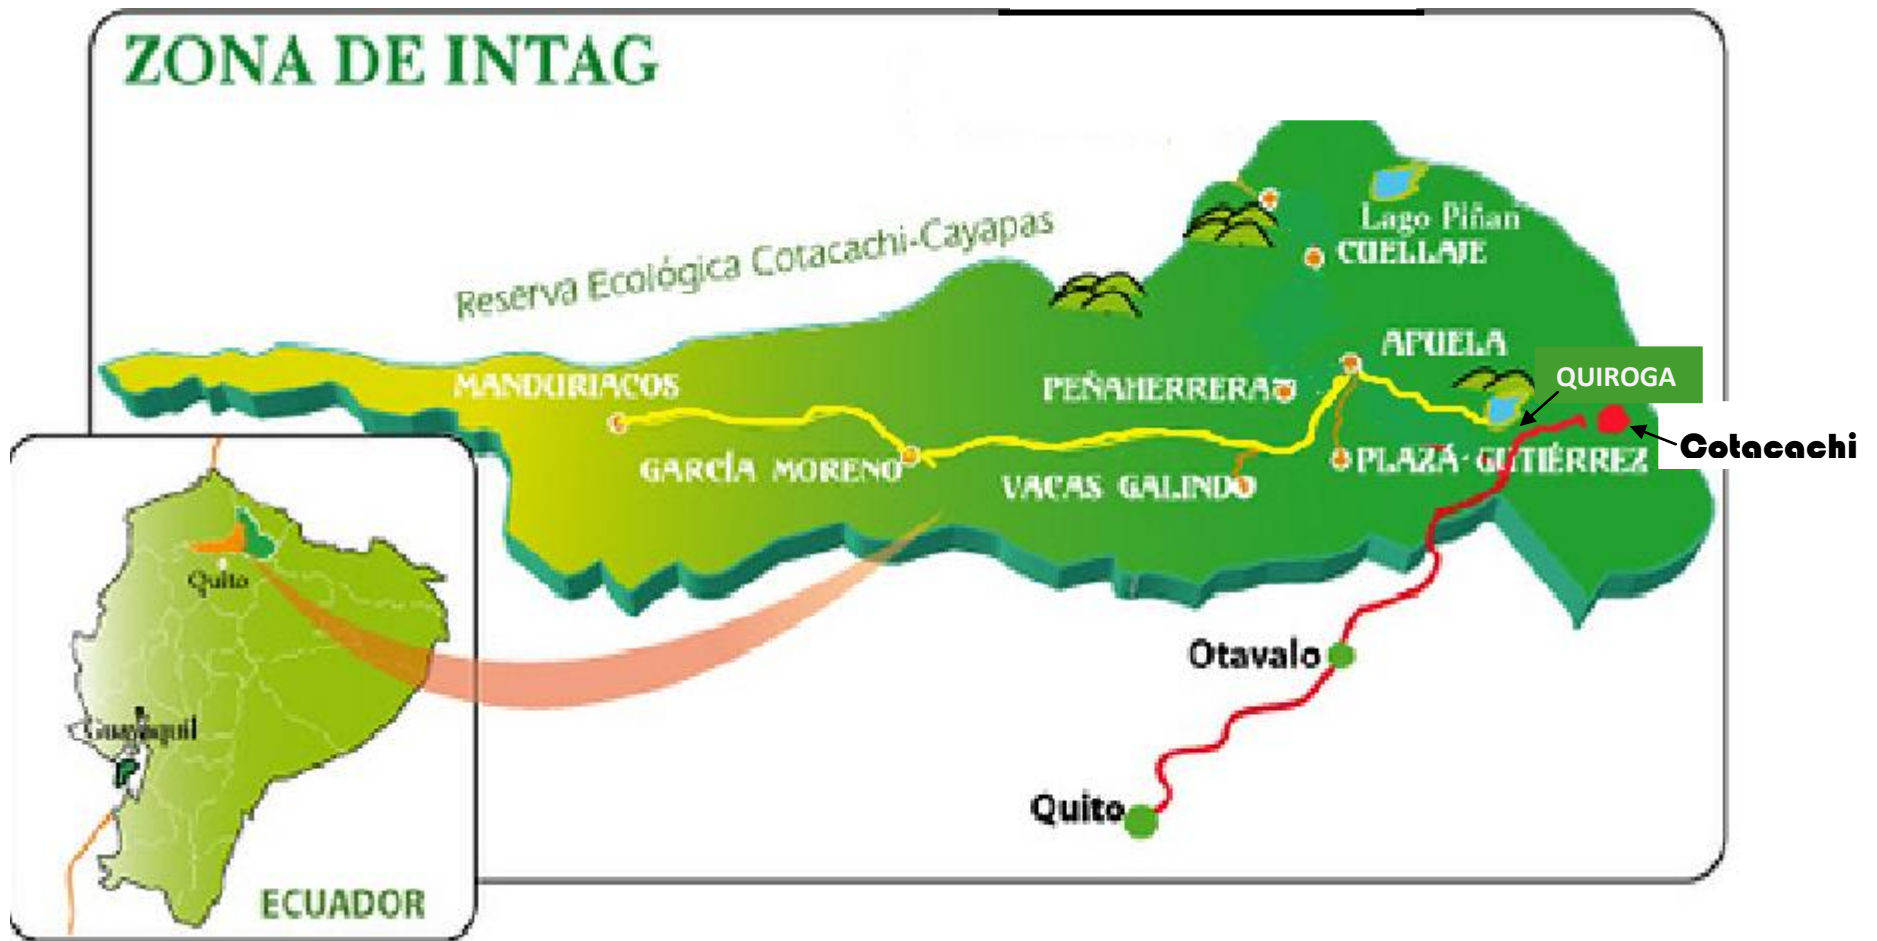 ZONA DE INTAG
Reserva Ecológica Cotacachi-Cayapas
Lago Piñan
CUELLAJE
APUELA
MANDURIACOS
PEÑAHERRERA
QUIROGA
Cotacachi
GARCÍA MORENO
VACAS GALINDO
PLAZA-GUTIÉRREZ
Quito
Otavalo
Guayaquil
Quito
ECUADOR